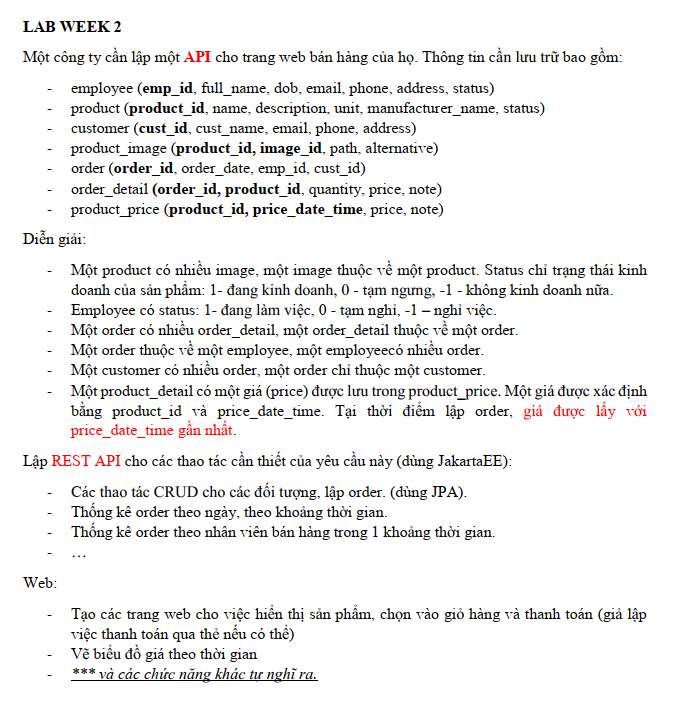 LAB WEEK 2
Một công ty cần lập một API cho trang web bán hàng của họ. Thông tin cần lưu trữ bao gồm:
- employee (emp_id, full_name, dob, email, phone, address, status)
- product (product_id, name, description, unit, manufacturer_name, status)
- customer (cust_id, cust_name, email, phone, address)
- product_image (product_id, image_id, path, alternative)
- order (order_id, order_date, emp_id, cust_id)
- order_detail (order_id, product_id, quantity, price, note)
- product_price (product_id, price_date_time, price, note)
Diễn giải:
- Một product có nhiều image, một image thuộc về một product. Status chỉ trạng thái kinh
doanh của sản phẩm: 1- đang kinh doanh, 0 - tạm ngưng, -1 - không kinh doanh nữa.
- Employee có status: 1- đang làm việc, 0 - tạm nghỉ, -1 – nghỉ việc.
- Một order có nhiều order_detail, một order_detail thuộc về một order.
- Một order thuộc về một employee, một employeecó nhiều order.
- Một customer có nhiều order, một order chỉ thuộc một customer.
- Một product_detail có một giá (price) được lưu trong product_price. Một giá được xác định
bằng product_id và price_date_time. Tại thời điểm lập order, giá được lấy với
price_date_time gần nhất.
Lập REST API cho các thao tác cần thiết của yêu cầu này (dùng JakartaEE):
- Các thao tác CRUD cho các đối tượng, lập order. (dùng JPA).
- Thống kê order theo ngày, theo khoảng thời gian.
- Thống kê order theo nhân viên bán hàng trong 1 khoảng thời gian.
- …
Web:
- Tạo các trang web cho việc hiển thị sản phẩm, chọn vào giỏ hàng và thanh toán (giả lập
việc thanh toán qua thẻ nếu có thể)
- Vẽ biểu đồ giá theo thời gian
- *** và các chức năng khác tự nghĩ ra.